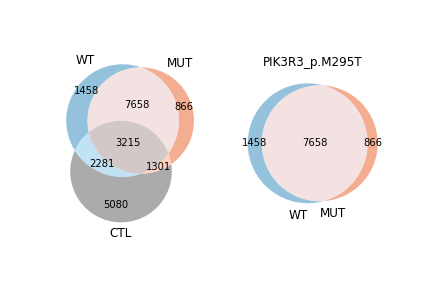 WT
MUT
1458
7658
866
3215
2281
1301
5080
CTL
PIK3R3_p.M295T
1458
7658
866
WT
MUT